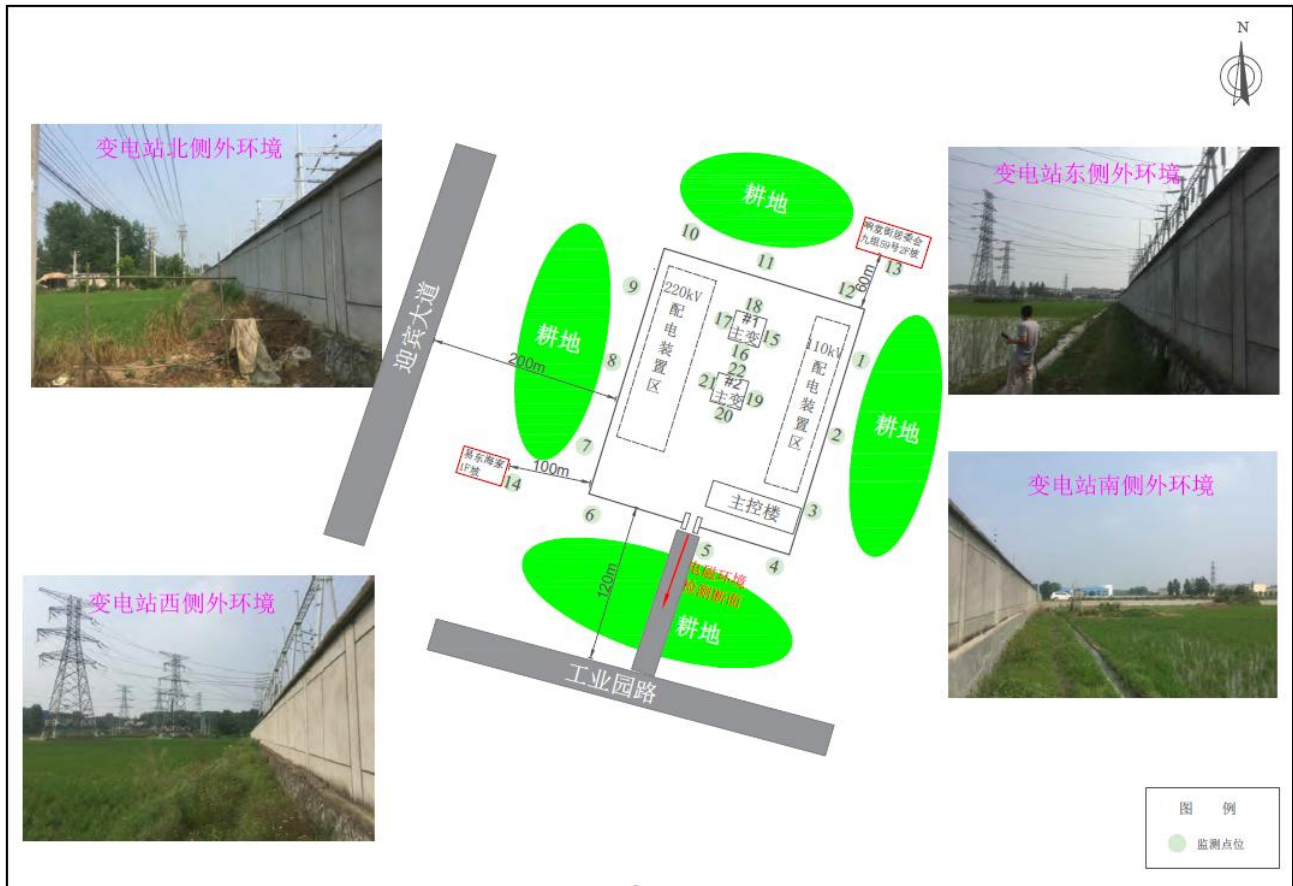 N
变电站北侧外环境
变电站东侧外环境
耕地
响堂街居委会
九组59号2F坡
10
11
12
13
60m
9
220kV
配
电
装
置
区
18
17
#1
主变
15
16
22
21
#2
主变
19
20
110kV
配
电
装
置
区
1
迎宾大道
耕地
8
200m
耕地
2
7
100m
易东海家
1F坡
14
变电站南侧外环境
主控楼
3
6
5
4
电磁环境
检测断面
120m
耕地
变电站西侧外环境
工业园路
图 例
监测点位